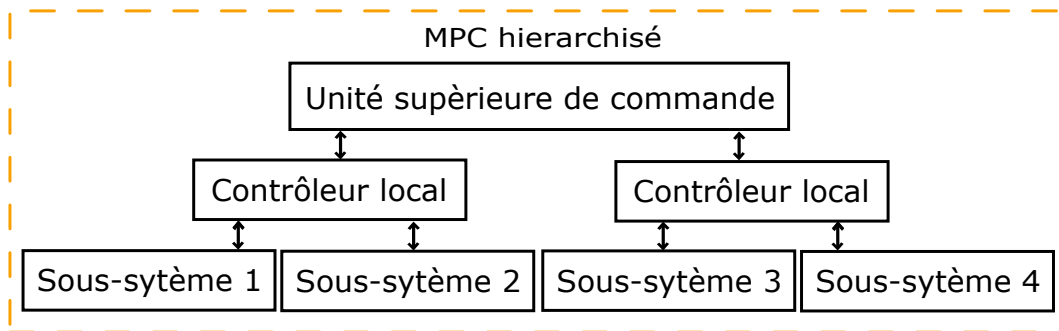 MPC hierarchisé
Unité supèrieure de commande
Contrôleur local Contrôleur local
Sous-sytème 1 Sous-sytème 2 Sous-sytème 3 Sous-sytème 4